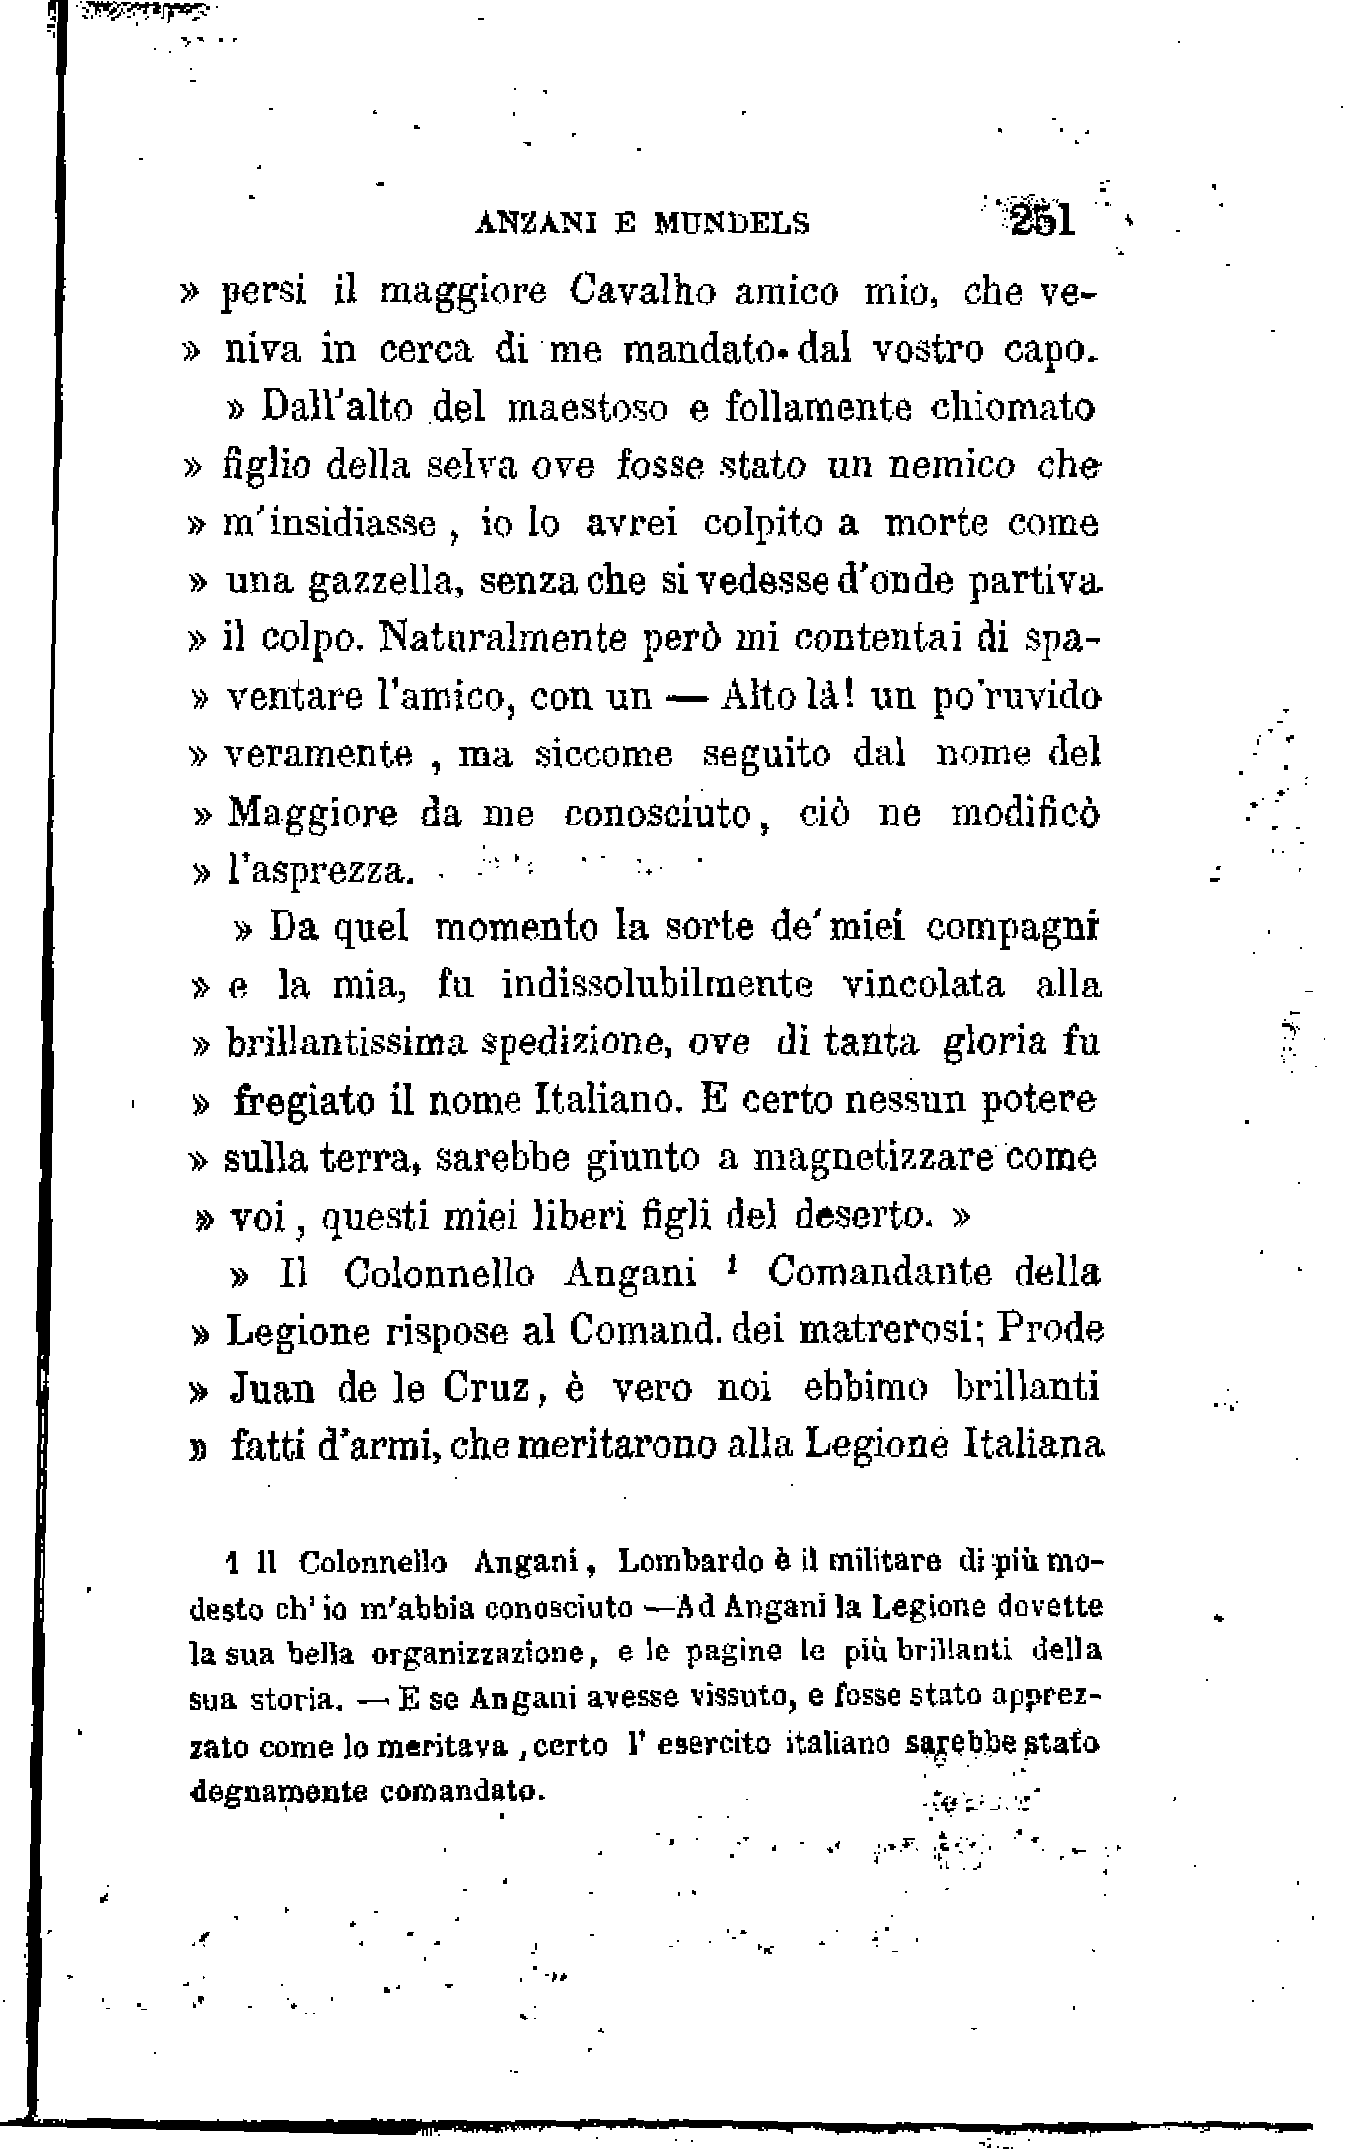 ANZANI E MUNDELS 251
» persi il maggiore Cavalho amico mio, che ve-
» niva in cerca di me mandato dal vostro capo.
» Dall'alto del maestoso e follamente chiomato
» figlio della selva ove fosse stato un nemico che
» m'insidiasse, io lo avrei colpito a morte come
» una gazzella, senza che si vedesse d'onde partiva
» il colpo. Naturalmente però mi contentai di spa-
» ventare l'amico, con un — Alto là! un po'ruvido
» veramente, ma siccome seguito dal nome del
» Maggiore da me conosciuto, ciò ne modificò
» l'asprezza.
» Da quel momento la sorte de'miei compagni
» e la mia, fu indissolubilmente vincolata alla
» brillantissima spedizione, ove di tanta gloria fu
» fregiato il nome Italiano. E certo nessun potere
» sulla terra, sarebbe giunto a magnetizzare come
» voi, questi miei liberi figli del deserto. »
» Il Colonnello Angani 1 Comandante della
» Legione rispose al Comand. dei matrerosi; Prode
» Juan de le Cruz, è vero noi ebbimo brillanti
» fatti d'armi, che meritarono alla Legione Italiana
1 Il Colonnello Angani, Lombardo è il militare di più mo-
desto ch'io m'abbia conosciuto — Ad Angani la Legione dovette
la sua bella organizzazione, e le pagine le più brillanti della
sua storia. — E se Angani avesse vissuto, e fosse stato apprez-
zato come lo meritava, certo l'esercito italiano sarebbe stato
degnamente comandato.